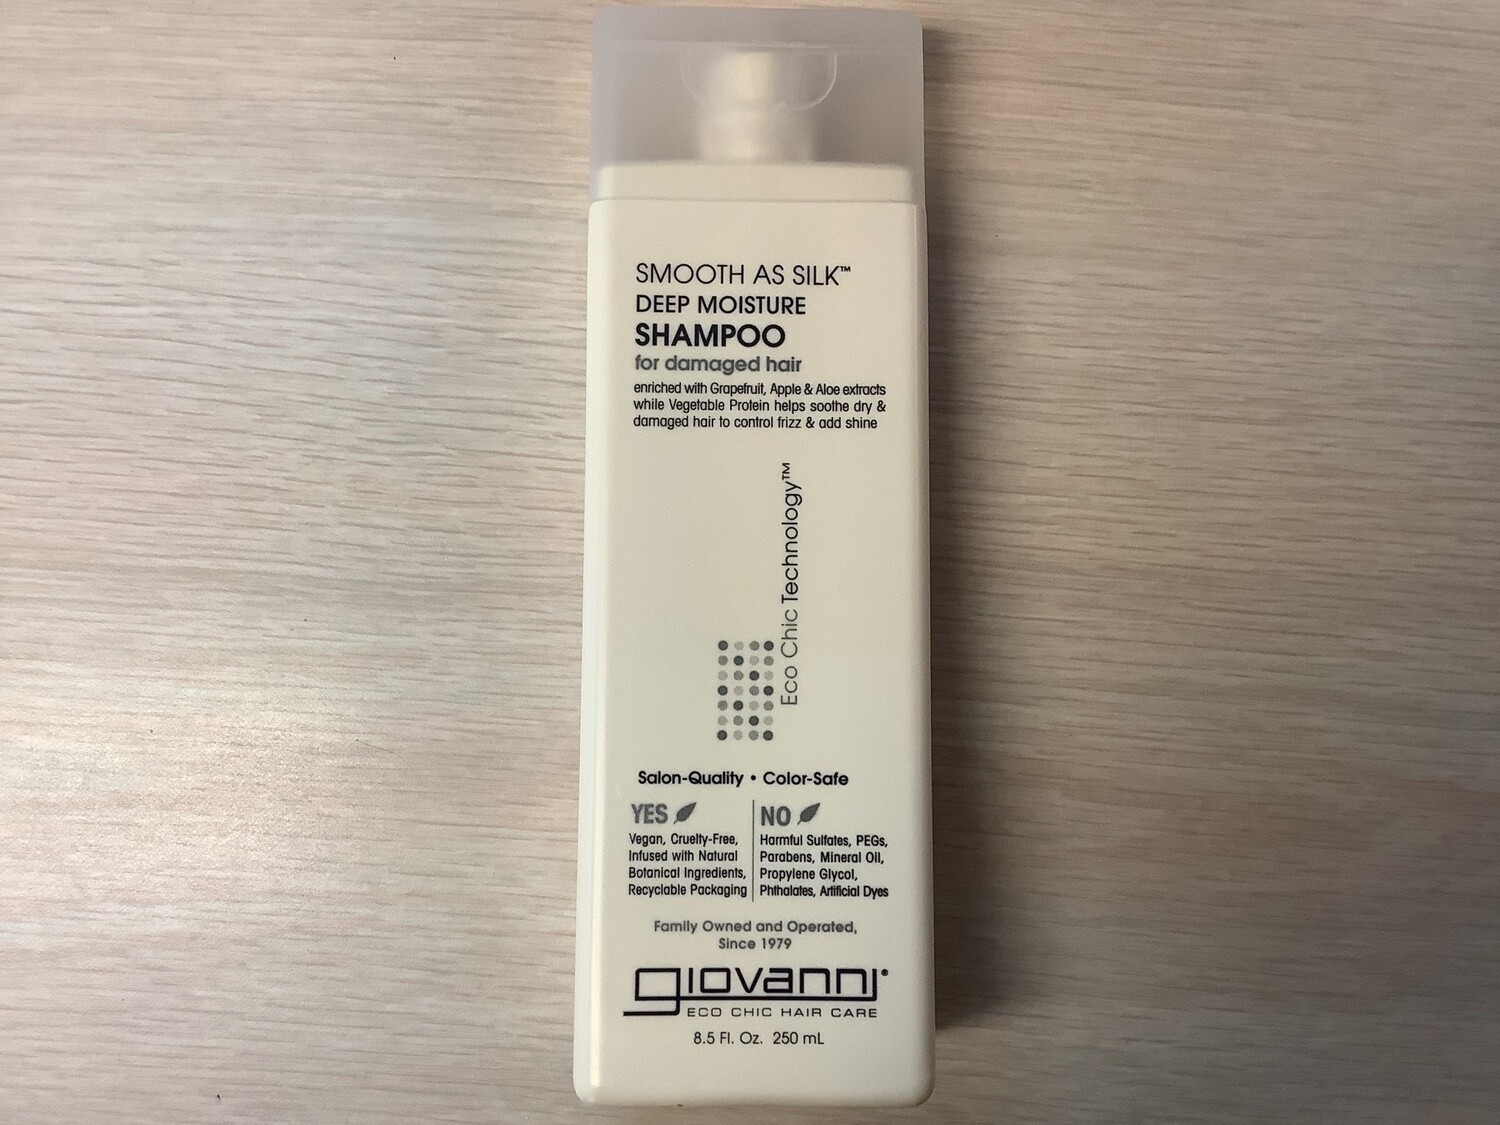 SMOOTH AS SILK™
DEEP MOISTURE
SHAMPOO
for damaged hair
enriched with Grapefruit, Apple & Aloe extracts
while Vegetable Protein helps soothe dry &
damaged hair to control frizz & add shine
Eco Chic Technology™
Salon-Quality • Color-Safe
YES
Vegan, Cruelty-Free,
Infused with Natural
Botanical Ingredients,
Recyclable Packaging
NO
Harmful Sulfates, PEGs,
Parabens, Mineral Oil,
Propylene Glycol,
Phthalates, Artificial Dyes
Family Owned and Operated,
Since 1979
giovanni®
ECO CHIC HAIR CARE
8.5 Fl. Oz. 250 mL